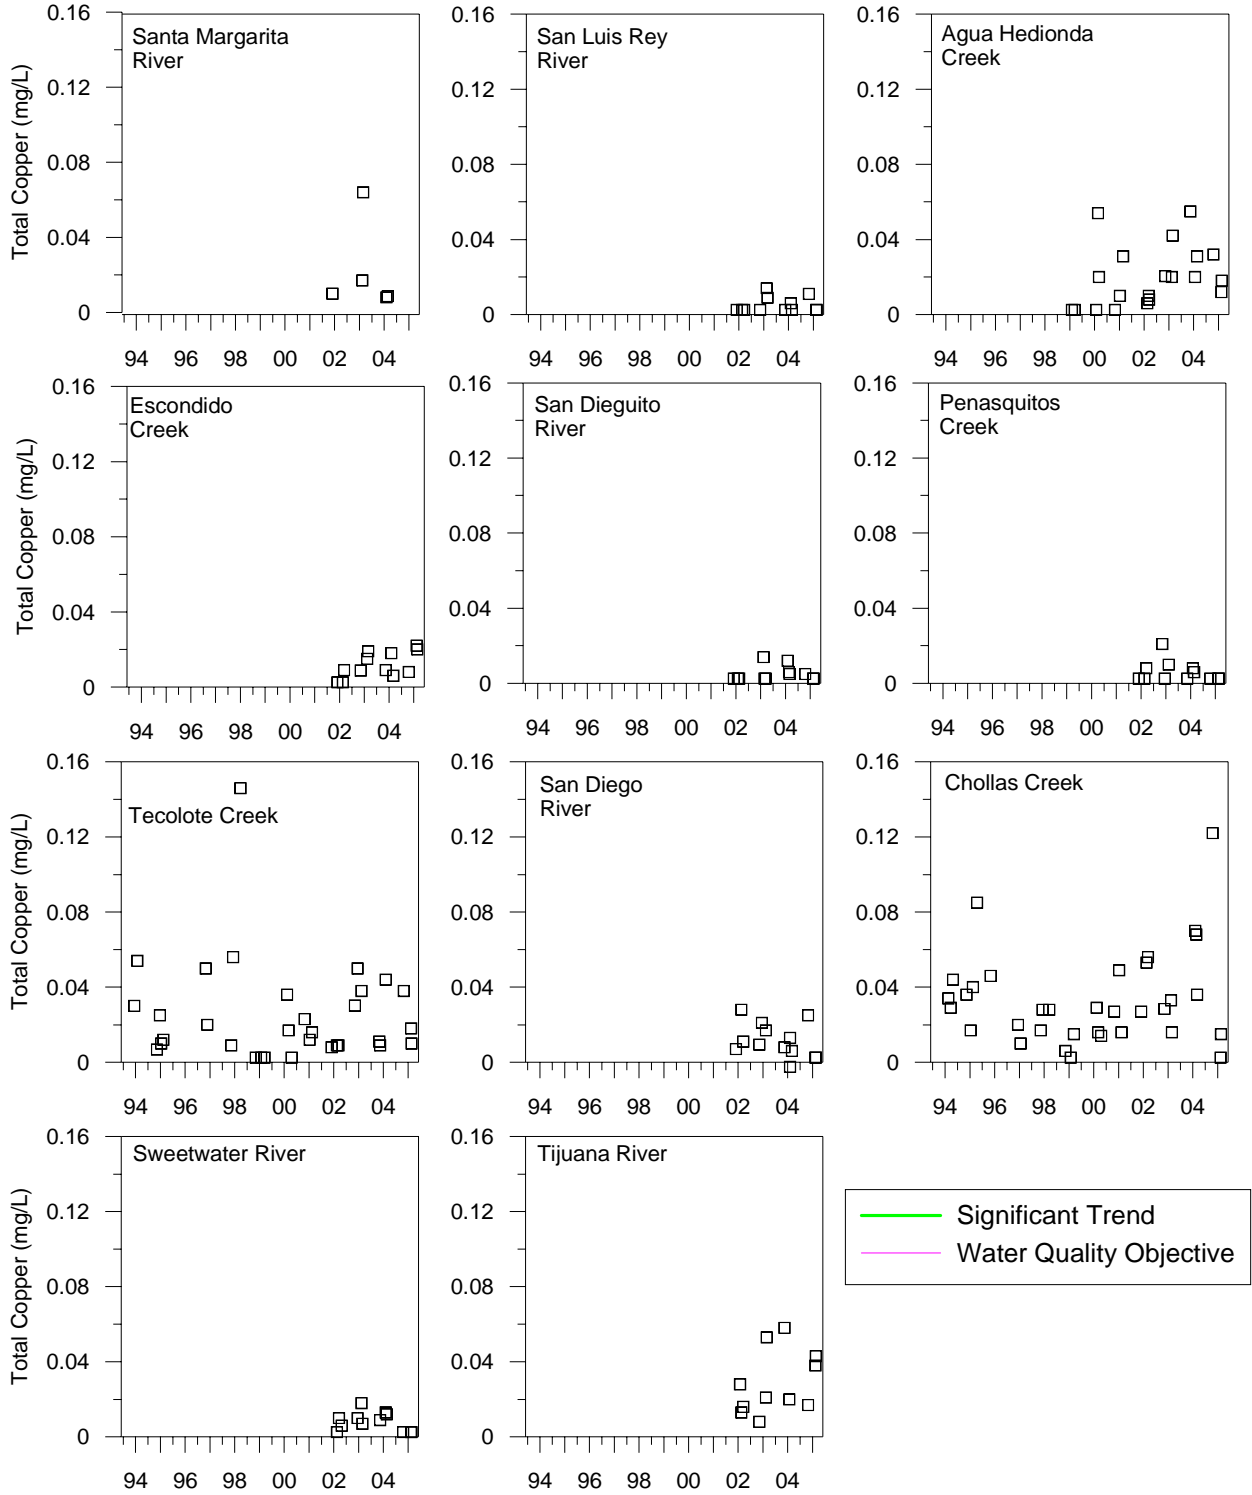 Santa Margarita
River
Total Copper (mg/L)
0.16
0.12
0.08
0.04
0
94 96 98 00 02 04
San Luis Rey
River
0.16
0.12
0.08
0.04
0
94 96 98 00 02 04
Agua Hedionda
Creek
0.16
0.12
0.08
0.04
0
94 96 98 00 02 04
Escondido
Creek
Total Copper (mg/L)
0.16
0.12
0.08
0.04
0
94 96 98 00 02 04
San Dieguito
River
0.16
0.12
0.08
0.04
0
94 96 98 00 02 04
Penasquitos
Creek
0.16
0.12
0.08
0.04
0
94 96 98 00 02 04
Tecolote Creek
Total Copper (mg/L)
0.16
0.12
0.08
0.04
0
94 96 98 00 02 04
San Diego
River
0.16
0.12
0.08
0.04
0
94 96 98 00 02 04
Chollas Creek
0.16
0.12
0.08
0.04
0
94 96 98 00 02 04
Sweetwater River
Total Copper (mg/L)
0.16
0.12
0.08
0.04
0
94 96 98 00 02 04
Tijuana River
0.16
0.12
0.08
0.04
0
94 96 98 00 02 04
Significant Trend
Water Quality Objective